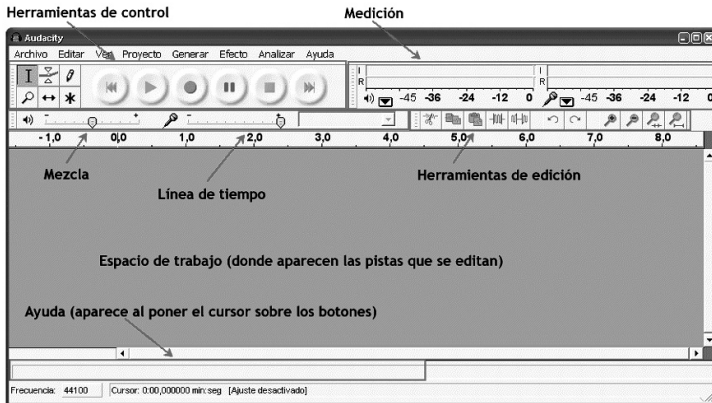 Herramientas de control
Medición
Audacity
Archivo Editar Ver Proyecto Generar Efecto Analizar Ayuda
I
R
I
R
-45 -36 -24 -12 0
-45 -36 -24 -12 0
- 1,0 0,0 1,0 2,0 3,0 4,0 5,0 6,0 7,0 8,0
Mezcla
Línea de tiempo
Herramientas de edición
Espacio de trabajo (donde aparecen las pistas que se editan)
Ayuda (aparece al poner el cursor sobre los botones)
Frecuencia: 44100 Cursor: 0:00,000000 min:seg [Ajuste desactivado]